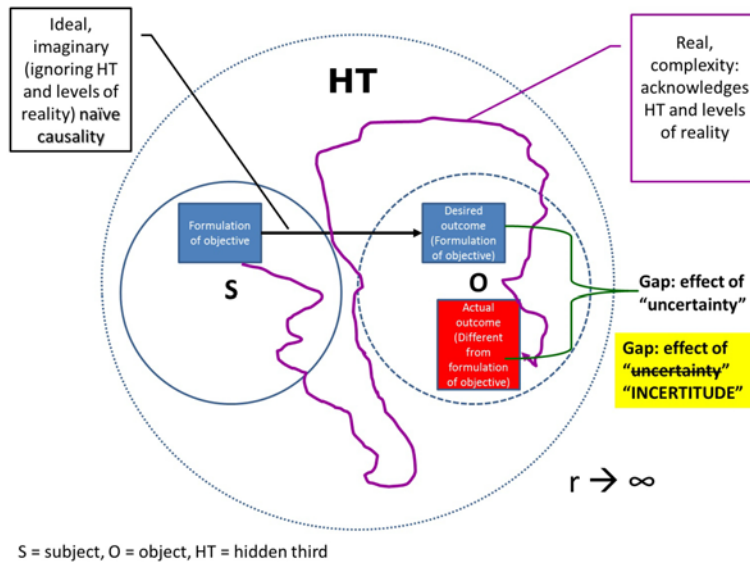 Ideal,
imaginary
(ignoring HT
and levels of
reality) naïve
causality
HT
Real,
complexity:
acknowledges
HT and levels
of reality
Formulation
of objective
Desired
outcome
(Formulation
of objective)
S
O
Actual
outcome
(Different
from
formulation
of objective)
Gap: effect of
“uncertainty”
Gap: effect of
“uncertainty”
“INCERTITUDE”
r → ∞
S = subject, O = object, HT = hidden third